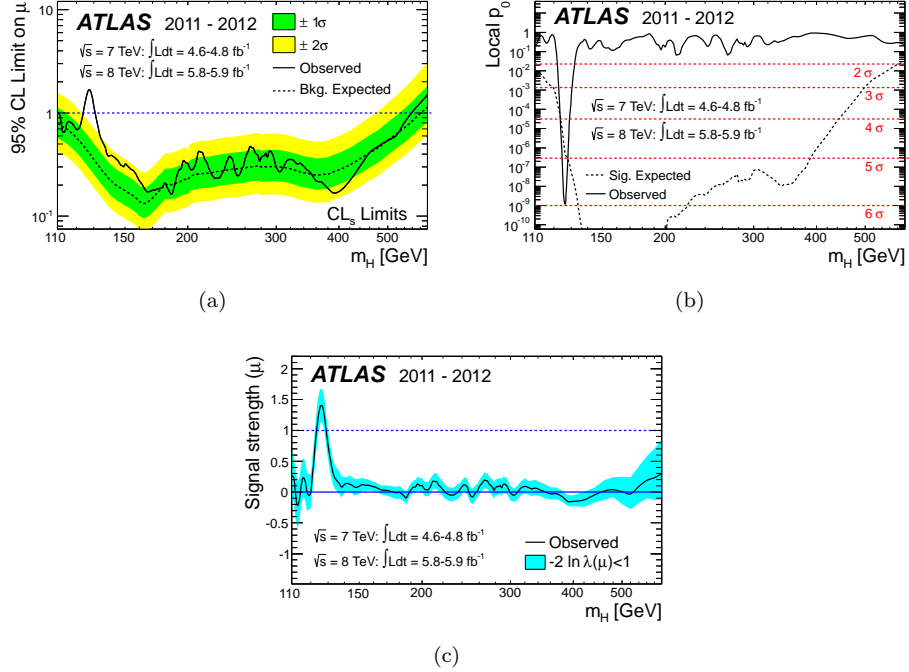 95% CL Limit on μ
10
1
10⁻¹
ATLAS 2011 - 2012
√s = 7 TeV: ∫Ldt = 4.6-4.8 fb⁻¹
√s = 8 TeV: ∫Ldt = 5.8-5.9 fb⁻¹
± 1σ
± 2σ
Observed
Bkg. Expected
CLs Limits
110 150 200 300 400 500
m_H [GeV]
(a)
Local p₀
ATLAS 2011 - 2012
1
10⁻¹
10⁻²
10⁻³
10⁻⁴
10⁻⁵
10⁻⁶
10⁻⁷
10⁻⁸
10⁻⁹
10⁻¹⁰
2 σ
3 σ
4 σ
5 σ
6 σ
√s = 7 TeV: ∫Ldt = 4.6-4.8 fb⁻¹
√s = 8 TeV: ∫Ldt = 5.8-5.9 fb⁻¹
Sig. Expected
Observed
110 150 200 300 400 500
m_H [GeV]
(b)
Signal strength (μ)
2
1.5
1
0.5
0
-0.5
-1
ATLAS 2011 - 2012
√s = 7 TeV: ∫Ldt = 4.6-4.8 fb⁻¹
√s = 8 TeV: ∫Ldt = 5.8-5.9 fb⁻¹
Observed
-2 ln λ(μ)<1
110 150 200 300 400 500
m_H [GeV]
(c)